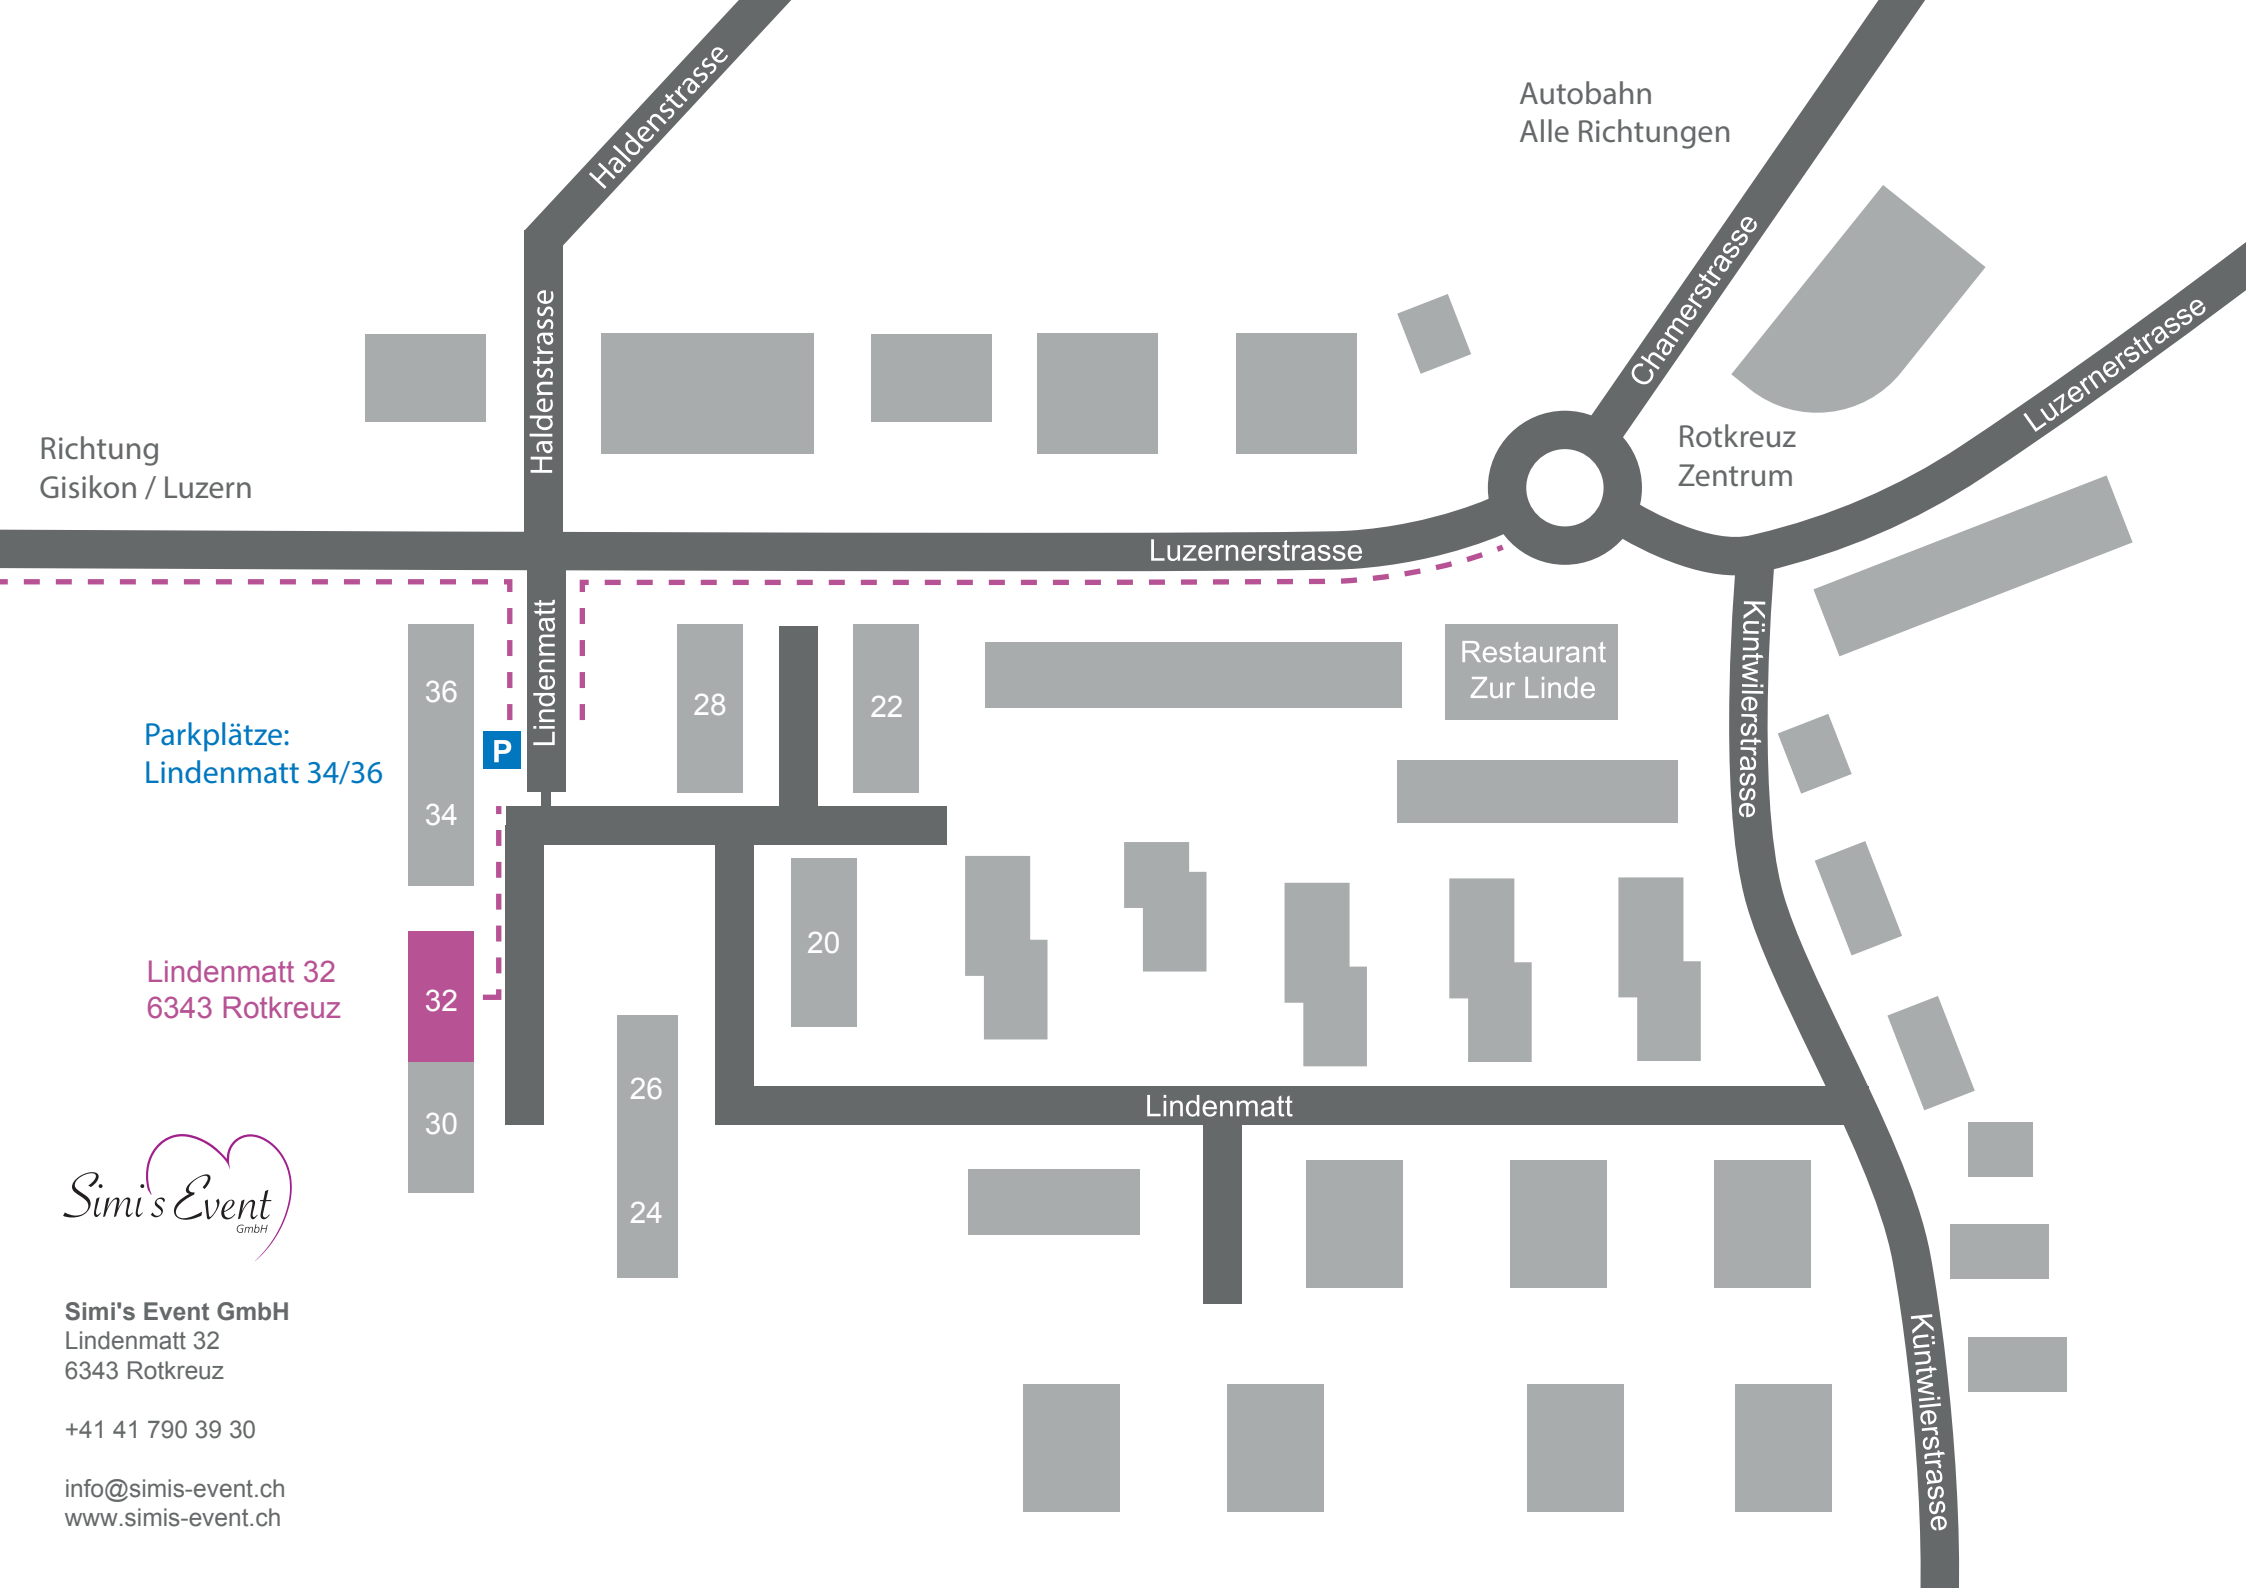 Haldenstrasse
Autobahn
Alle Richtungen
Chamerstrasse
Luzernerstrasse
Haldenstrasse
Richtung
Gisikon / Luzern
Rotkreuz
Zentrum
Luzernerstrasse
Lindenmatt
Küntwilerstrasse
36
28
22
Restaurant
Zur Linde
Parkplätze:
Lindenmatt 34/36
P
34
20
Lindenmatt 32
6343 Rotkreuz
32
26
Lindenmatt
30
24
Simi's Event
GmbH
Küntwilerstrasse
Simi's Event GmbH
Lindenmatt 32
6343 Rotkreuz
+41 41 790 39 30
info@simis-event.ch
www.simis-event.ch